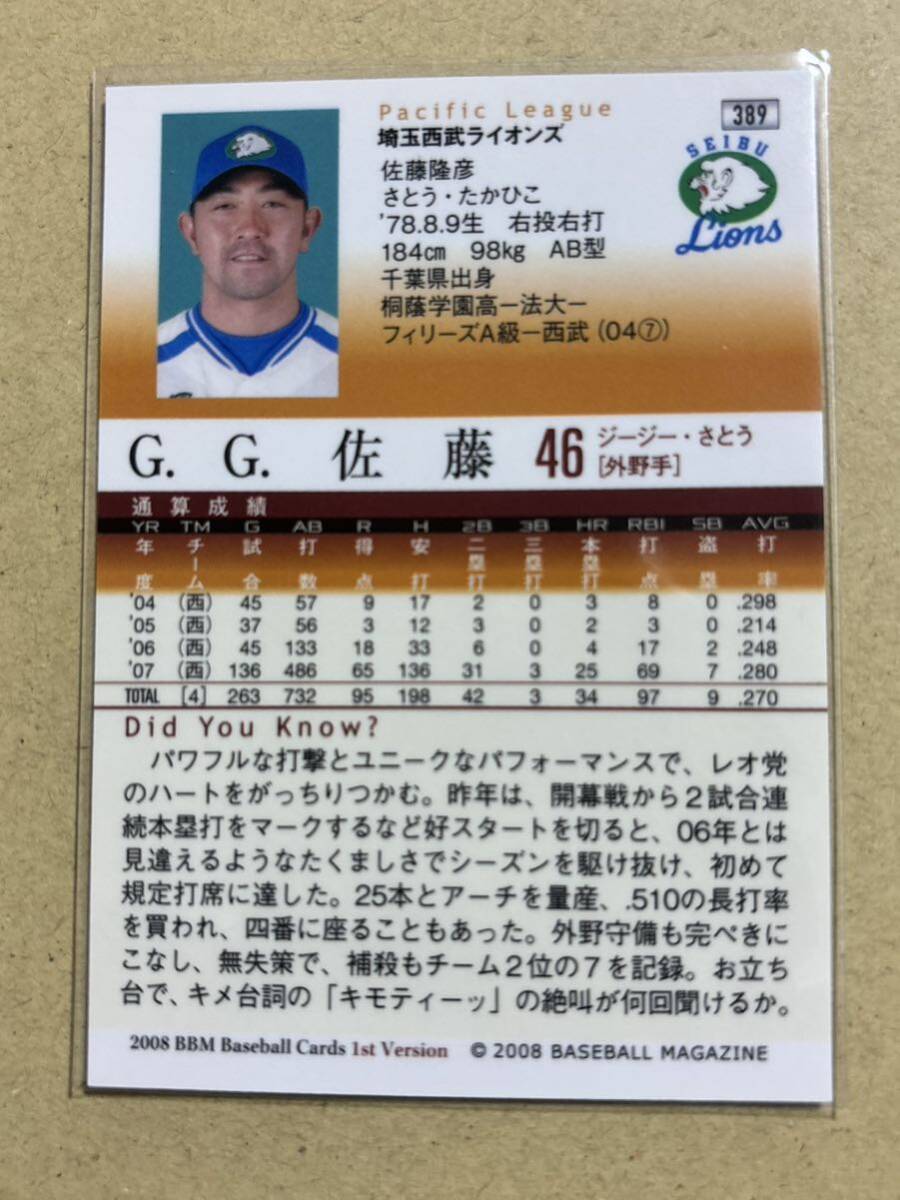 Pacific League
389
埼玉西武ライオンズ
SEIBU
Lions
佐藤隆彦
さとう・たかひこ
'78.8.9生 右投右打
184㎝ 98㎏ AB型
千葉県出身
桐蔭学園高ー法大ー
フィリーズA級ー西武 (04⑦)
G. G. 佐藤 46 ジージー・さとう
[外野手]
通算成績
YR TM G AB R H 2B 3B HR RBI SB AVG
年度 チーム 試合 打数 得点 安打 二塁打 三塁打 本塁打 打点 盗塁 打率
'04 (西) 45 57 9 17 2 0 3 8 0 .298
'05 (西) 37 56 3 12 3 0 2 3 0 .214
'06 (西) 45 133 18 33 6 0 4 17 2 .248
'07 (西) 136 486 65 136 31 3 25 69 7 .280
TOTAL [4] 263 732 95 198 42 3 34 97 9 .270
Did You Know?
パワフルな打撃とユニークなパフォーマンスで、レオ党
のハートをがっちりつかむ。昨年は、開幕戦から2試合連
続本塁打をマークするなど好スタートを切ると、06年とは
見違えるようなたくましさでシーズンを駆け抜け、初めて
規定打席に達した。25本とアーチを量産、.510の長打率
を買われ、四番に座ることもあった。外野守備も完ぺきに
こなし、無失策で、補殺もチーム2位の7を記録。お立ち
台で、キメ台詞の「キモティーッ」の絶叫が何回聞けるか。
2008 BBM Baseball Cards 1st Version © 2008 BASEBALL MAGAZINE